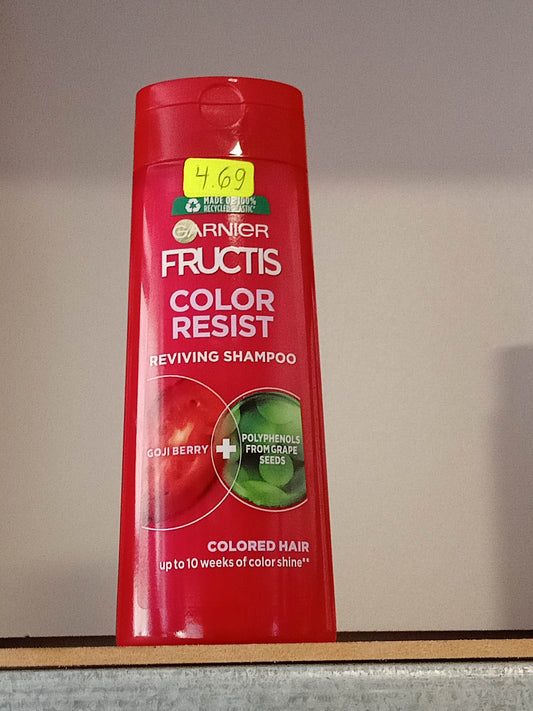 4.69
MADE OF 100%
RECYCLED PLASTIC*
GARNIER
FRUCTIS
COLOR
RESIST
REVIVING SHAMPOO
GOJI BERRY
+
POLYPHENOLS
FROM GRAPE
SEEDS
COLORED HAIR
up to 10 weeks of color shine**